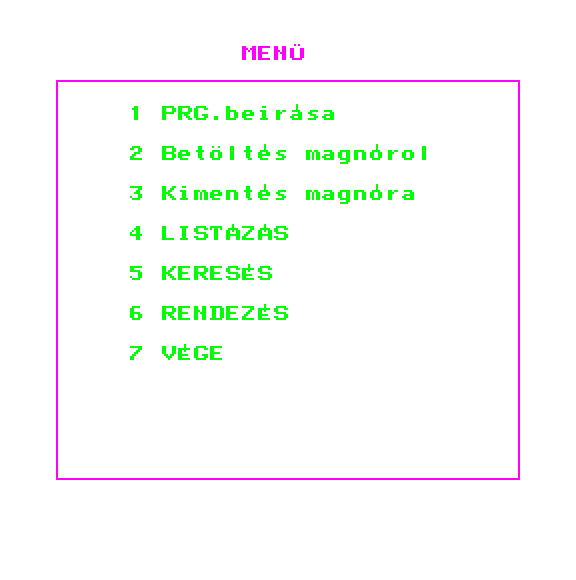 MENÜ
1 PRG.beirása
2 Betöltés magnórol
3 Kimentés magnóra
4 LISTÁZÁS
5 KERESÉS
6 RENDEZÉS
7 VÉGE